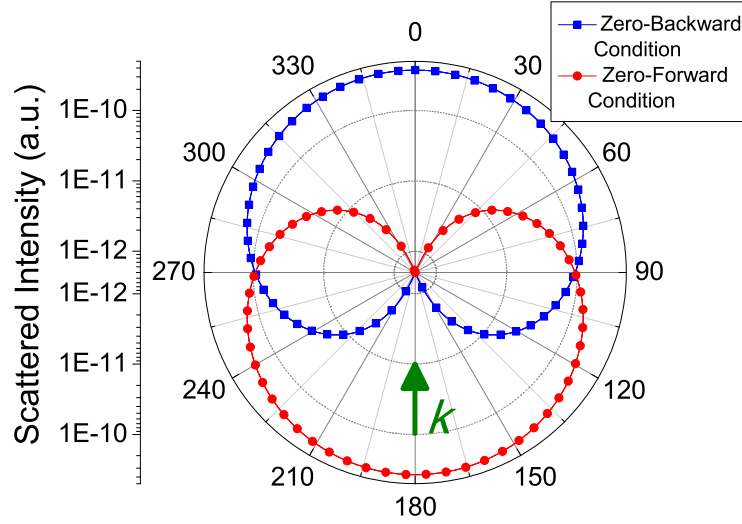 Zero-Backward
Condition
Zero-Forward
Condition
0
30
60
90
120
150
180
210
240
270
300
330
Scattered Intensity (a.u.)
1E-10
1E-11
1E-12
1E-12
1E-11
1E-10
k